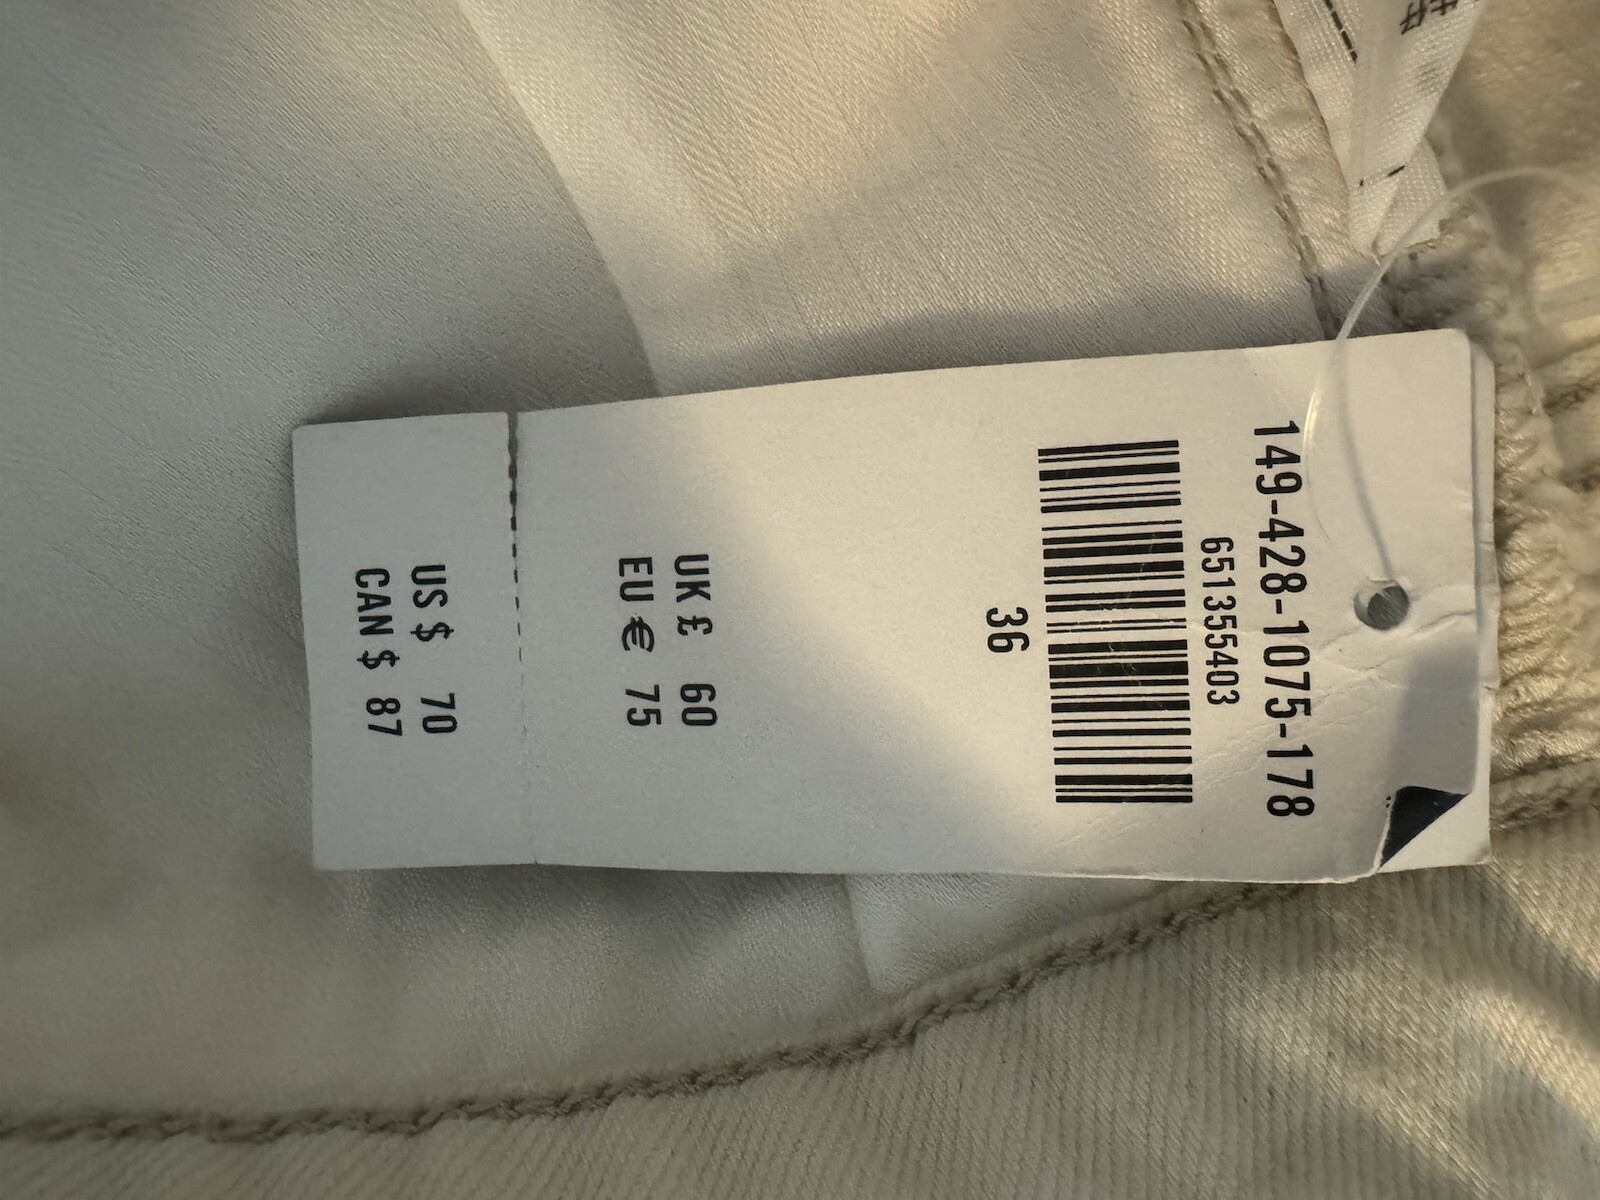 149-428-1075-178
651355403
36
UK £ 60
EU € 75
US $ 70
CAN $ 87